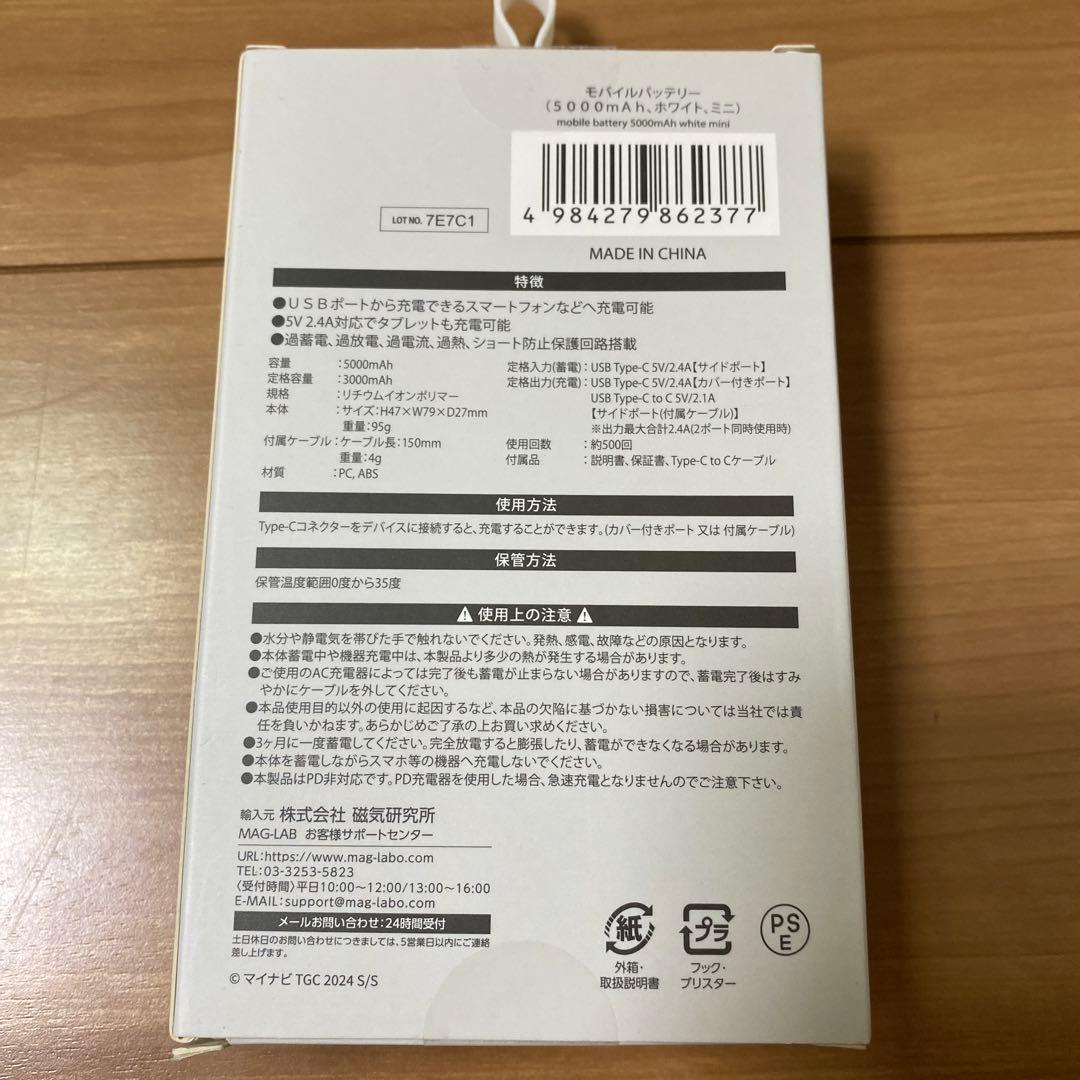 モバイルバッテリー
(5000mAh、ホワイト、ミニ)
mobile battery 5000mAh white mini
4 984279 862377
LOT NO. 7E7C1
MADE IN CHINA
特徴
●USBポートから充電できるスマートフォンなどへ充電可能
●5V 2.4A対応でタブレットも充電可能
●過蓄電、過放電、過電流、過熱、ショート防止保護回路搭載
容量 :5000mAh
定格容量 :3000mAh
規格 :リチウムイオンポリマー
本体 :サイズ:H47×W79×D27mm
重量:95g
付属ケーブル:ケーブル長:150mm
重量:4g
材質 :PC, ABS
定格入力(蓄電):USB Type-C 5V/2.4A【サイドポート】
定格出力(充電):USB Type-C 5V/2.4A【カバー付きポート】
USB Type-C to C 5V/2.1A
【サイドポート(付属ケーブル)】
※出力最大合計2.4A(2ポート同時使用時)
使用回数 :約500回
付属品 :説明書、保証書、Type-C to Cケーブル
使用方法
Type-Cコネクターをデバイスに接続すると、充電することができます。(カバー付きポート 又は 付属ケーブル)
保管方法
保管温度範囲0度から35度
⚠ 使用上の注意 ⚠
●水分や静電気を帯びた手で触れないでください。発熱、感電、故障などの原因となります。
●本体蓄電中や機器充電中は、本製品より多少の熱が発生する場合があります。
●ご使用のAC充電器によっては完了後も蓄電が止まらない場合がありますので、蓄電完了後はすみ
やかにケーブルを外してください。
●本品使用目的以外の使用に起因するなど、本品の欠陥に基づかない損害については当社では責
任を負いかねます。あらかじめご了承の上お買い求めください。
●3ヶ月に一度蓄電してください。完全放電すると膨張したり、蓄電ができなくなる場合があります。
●本体を蓄電しながらスマホ等の機器へ充電しないでください。
●本製品はPD非対応です。PD充電器を使用した場合、急速充電となりませんのでご注意下さい。
輸入元 株式会社 磁気研究所
MAG-LAB お客様サポートセンター
URL:https://www.mag-labo.com
TEL:03-3253-5823
〈受付時間〉平日10:00~12:00/13:00~16:00
E-MAIL:support@mag-labo.com
メールお問い合わせ:24時間受付
土日休日のお問い合わせにつきましては、5営業日以内にご連絡
差し上げます。
© マイナビ TGC 2024 S/S
紙
外箱・
取扱説明書
プラ
フック・
ブリスター
PS
E